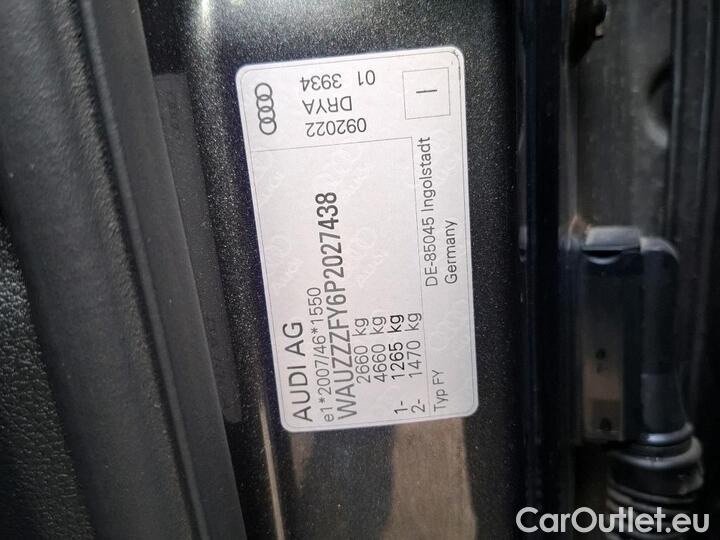 AUDI AG
e1*2007/46*1550
WAUZZZFY6P2027438
2660 kg
4660 kg
1- 1265 kg
2- 1470 kg
Typ FY
092022
DRYA
01 3934
DE-85045 Ingolstadt
Germany
CarOutlet.eu